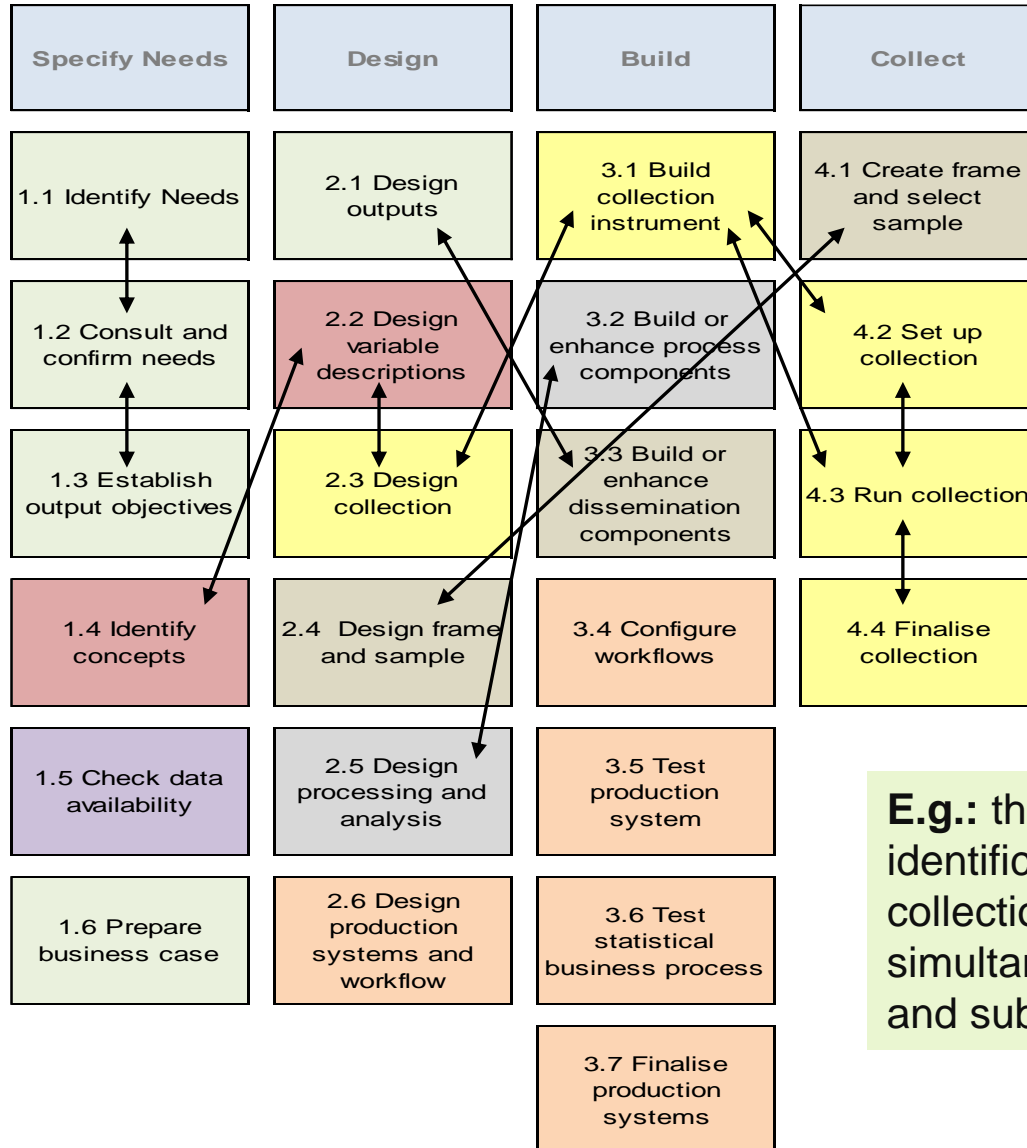 Specify Needs
Design
Build
Collect
1.1 Identify Needs
1.2 Consult and
confirm needs
1.3 Establish
output objectives
1.4 Identify
concepts
1.5 Check data
availability
1.6 Prepare
business case
2.1 Design
outputs
2.2 Design
variable
descriptions
2.3 Design
collection
2.4 Design frame
and sample
2.5 Design
processing and
analysis
2.6 Design
production
systems and
workflow
3.1 Build
collection
instrument
3.2 Build or
enhance process
components
3.3 Build or
enhance
dissemination
components
3.4 Configure
workflows
3.5 Test
production
system
3.6 Test
statistical
business process
3.7 Finalise
production
systems
4.1 Create frame
and select
sample
4.2 Set up
collection
4.3 Run collection
4.4 Finalise
collection
E.g.: th
identific
collectio
simultan
and sub